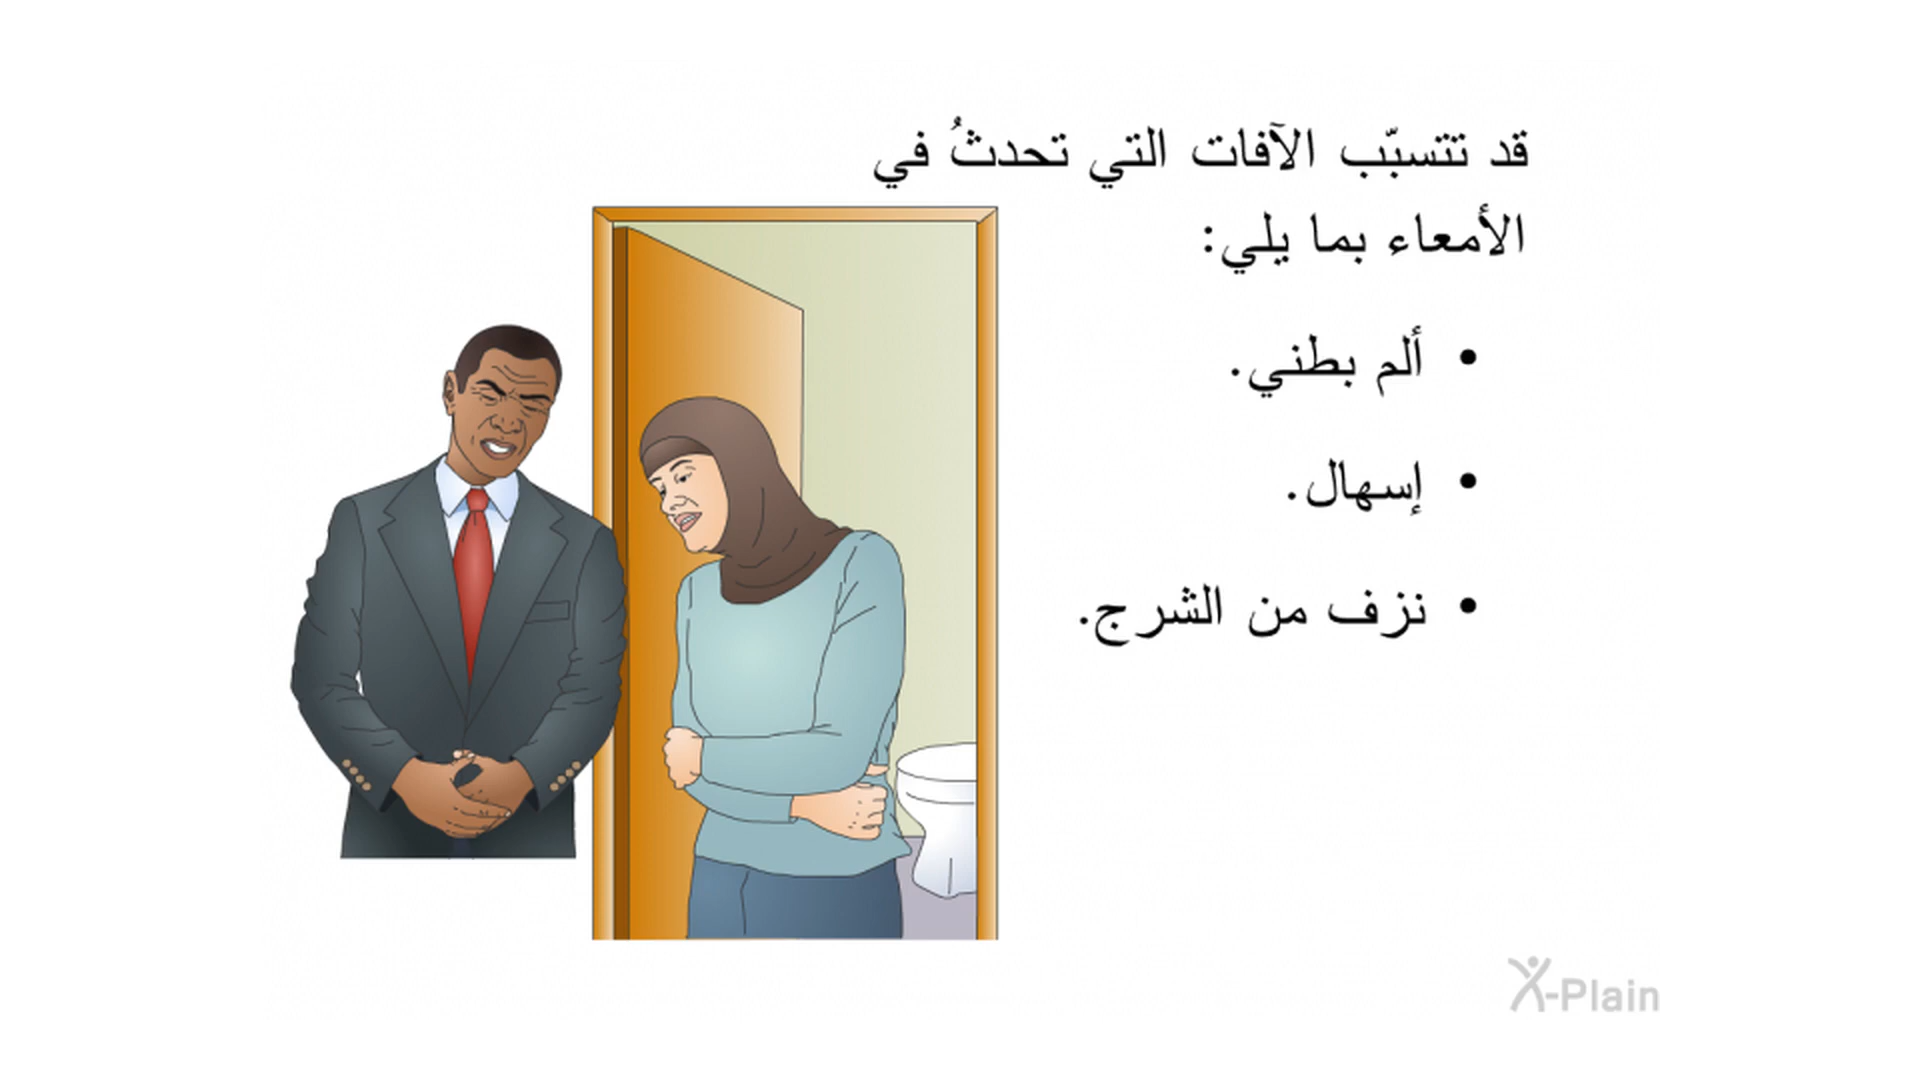 قد تتسبّب الآفات التي تحدثُ في
الأمعاء بما يلي:
• ألم بطني.
• إسهال.
• نزف من الشرج.
X-Plain